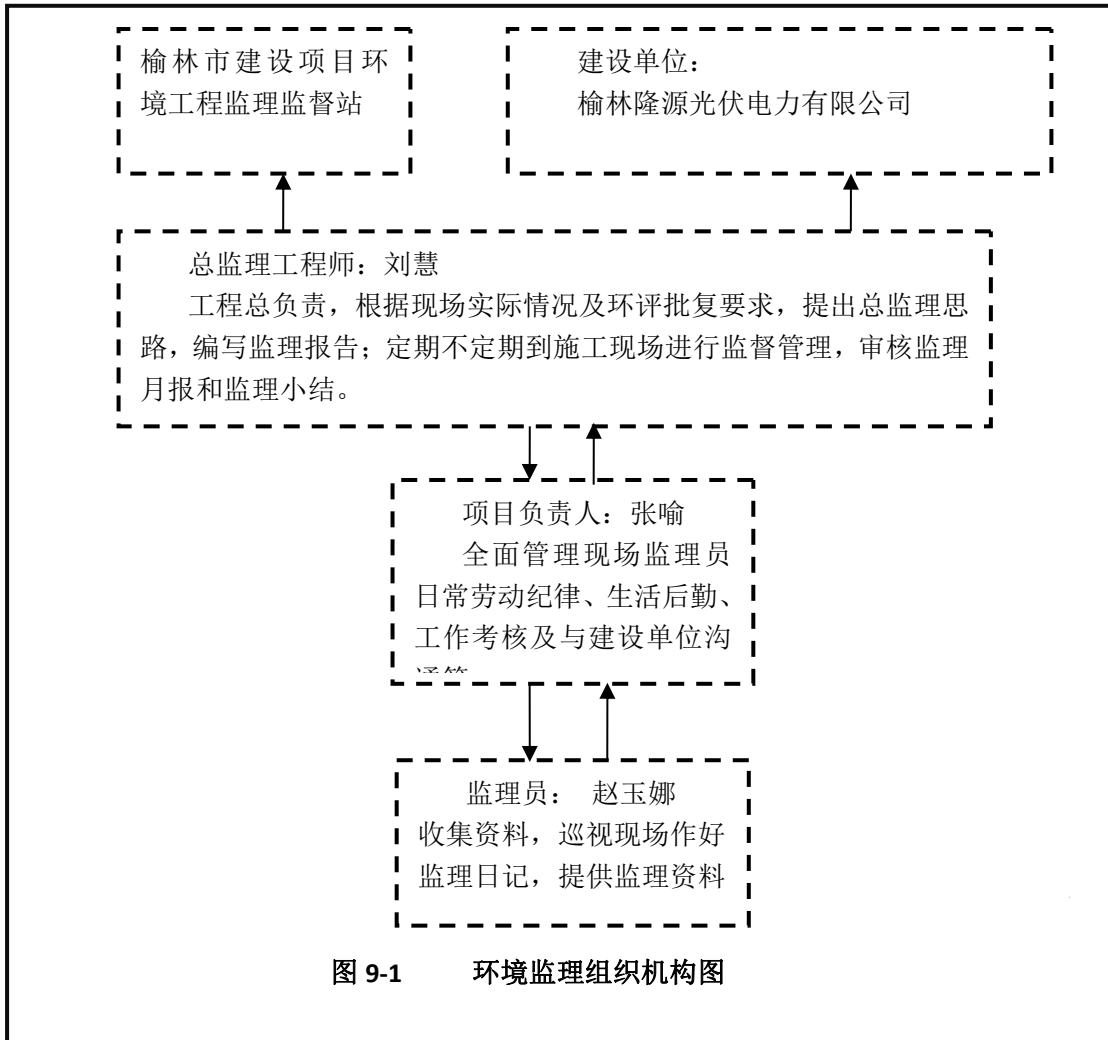 榆林市建设项目环
境工程监理监督站
建设单位：
榆林隆源光伏电力有限公司
总监理工程师：刘慧
工程总负责，根据现场实际情况及环评批复要求，提出总监理思
路，编写监理报告；定期不定期到施工现场进行监督管理，审核监理
月报和监理小结。
项目负责人：张喻
全面管理现场监理员
日常劳动纪律、生活后勤、
工作考核及与建设单位沟
监理员： 赵玉娜
收集资料，巡视现场作好
监理日记，提供监理资料
图 9-1 环境监理组织机构图